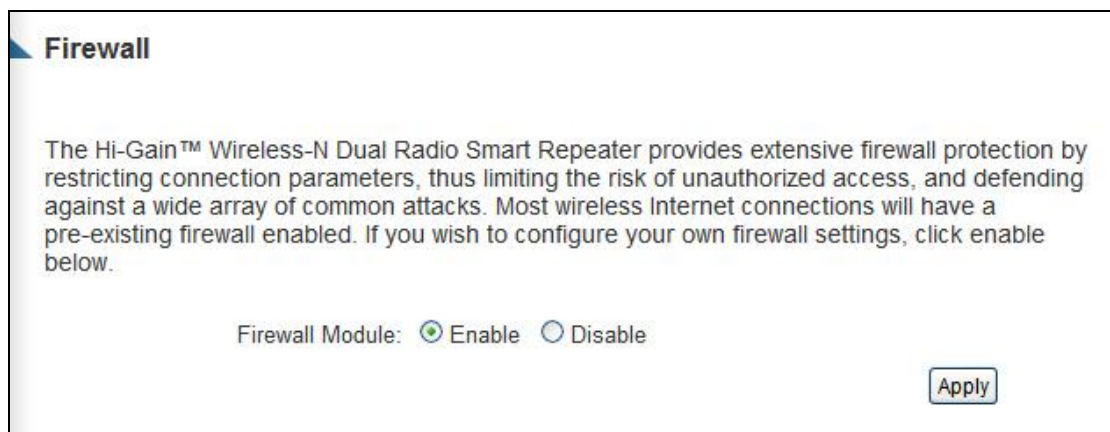 Firewall
The Hi-Gain™ Wireless-N Dual Radio Smart Repeater provides extensive firewall protection by
restricting connection parameters, thus limiting the risk of unauthorized access, and defending
against a wide array of common attacks. Most wireless Internet connections will have a
pre-existing firewall enabled. If you wish to configure your own firewall settings, click enable
below.
Firewall Module: Enable Disable
Apply